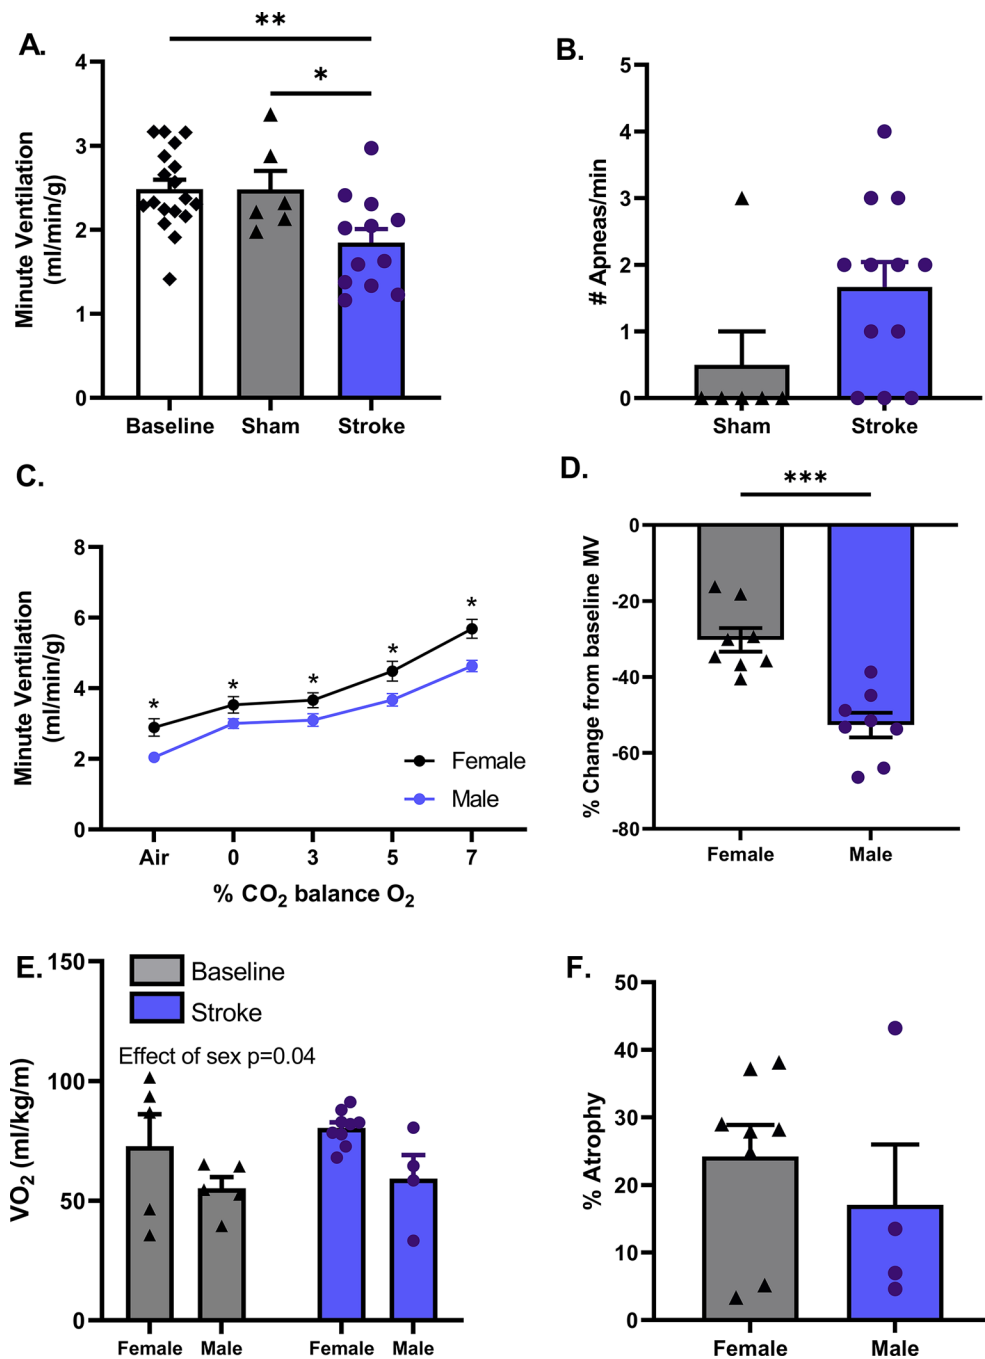 A.
**
*
Minute Ventilation
(ml/min/g)
4
3
2
1
0
Baseline
Sham
Stroke
B.
# Apneas/min
5
4
3
2
1
0
Sham
Stroke
C.
Minute Ventilation
(ml/min/g)
8
6
4
2
0
*
*
*
*
*
Female
Male
Air
0
3
5
7
% CO₂ balance O₂
D.
***
% Change from baseline MV
0
-20
-40
-60
-80
Female
Male
E.
Baseline
Stroke
Effect of sex p=0.04
VO₂ (ml/kg/m)
150
100
50
0
Female
Male
Female
Male
F.
% Atrophy
50
40
30
20
10
0
Female
Male